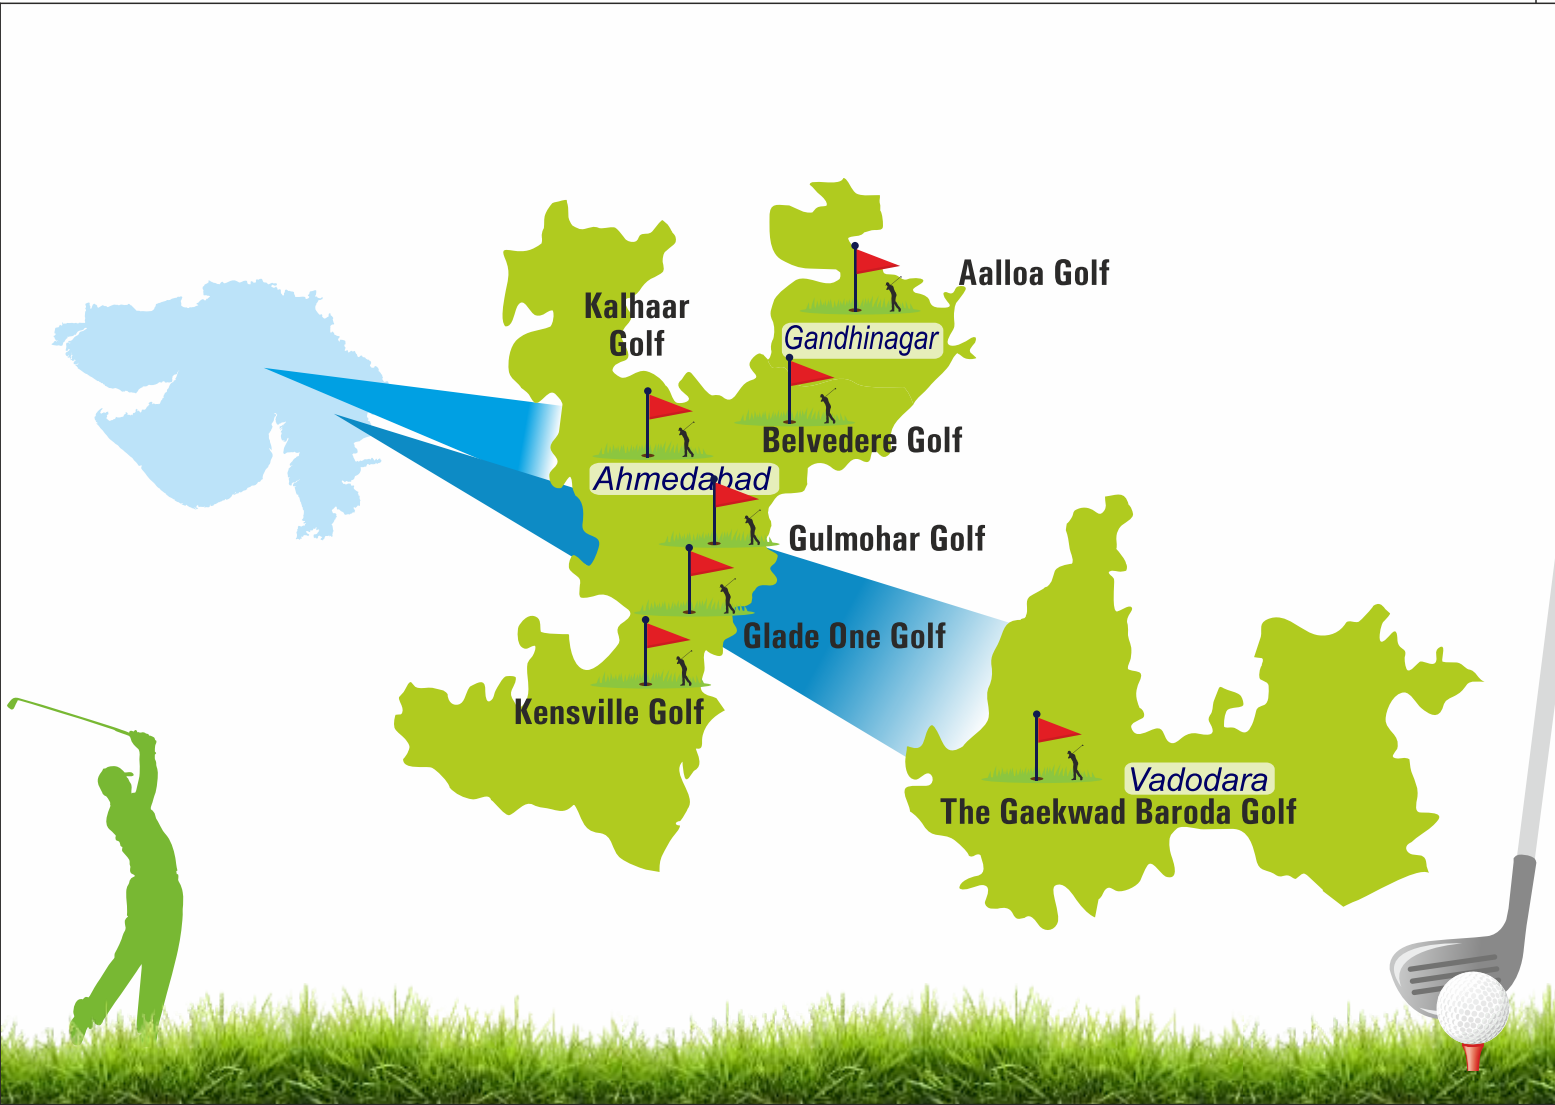 Aalloa Golf
Kalhaar
Golf
Gandhinagar
Belvedere Golf
Ahmedabad
Gulmohar Golf
Glade One Golf
Kensville Golf
Vadodara
The Gaekwad Baroda Golf